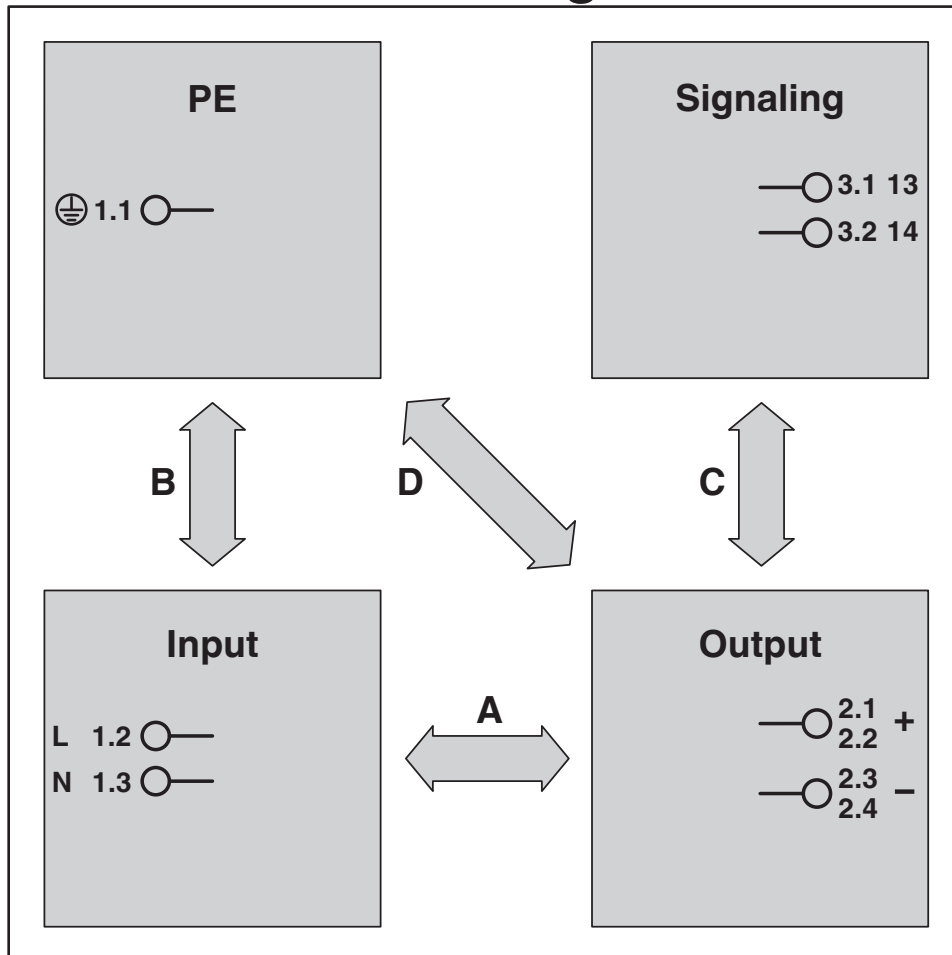 PE
1.1
Signaling
3.1 13
3.2 14
B
D
C
Input
L 1.2
N 1.3
A
Output
2.1
2.2 +
2.3
2.4 −